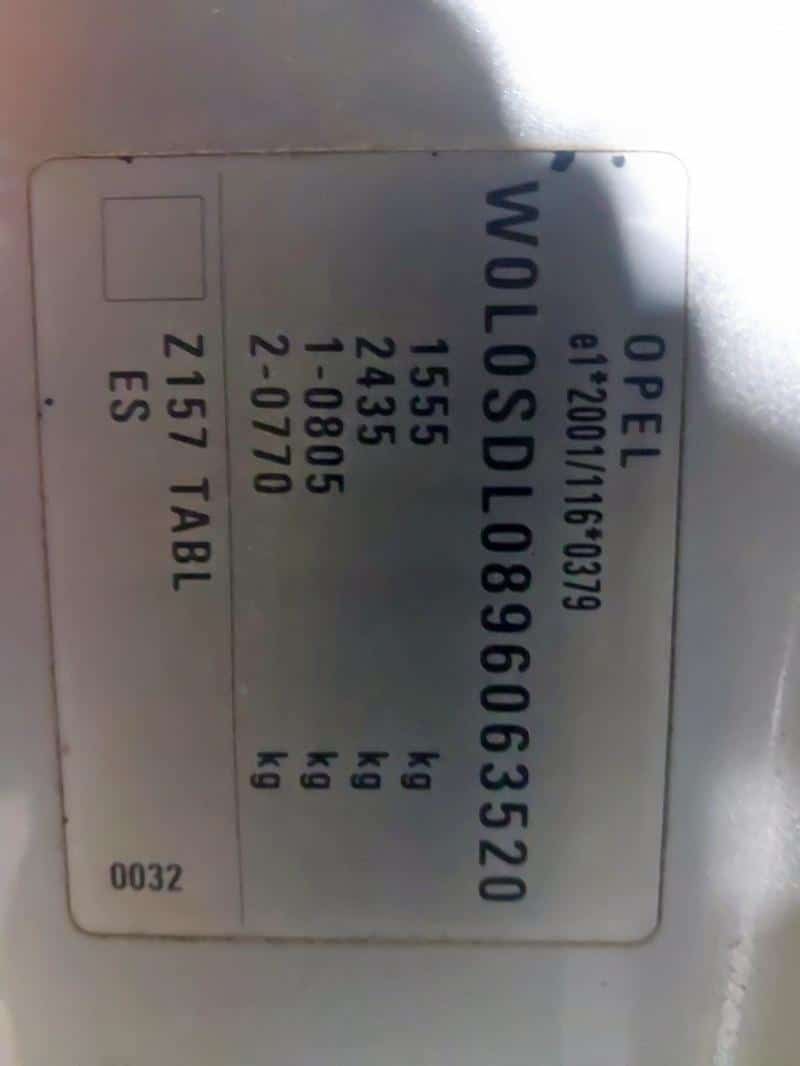 OPEL
e1*2001/116*0379
W0L0SDL0896063520
1555 kg
2435 kg
1-0805 kg
2-0770 kg
Z157 TABL
ES
0032